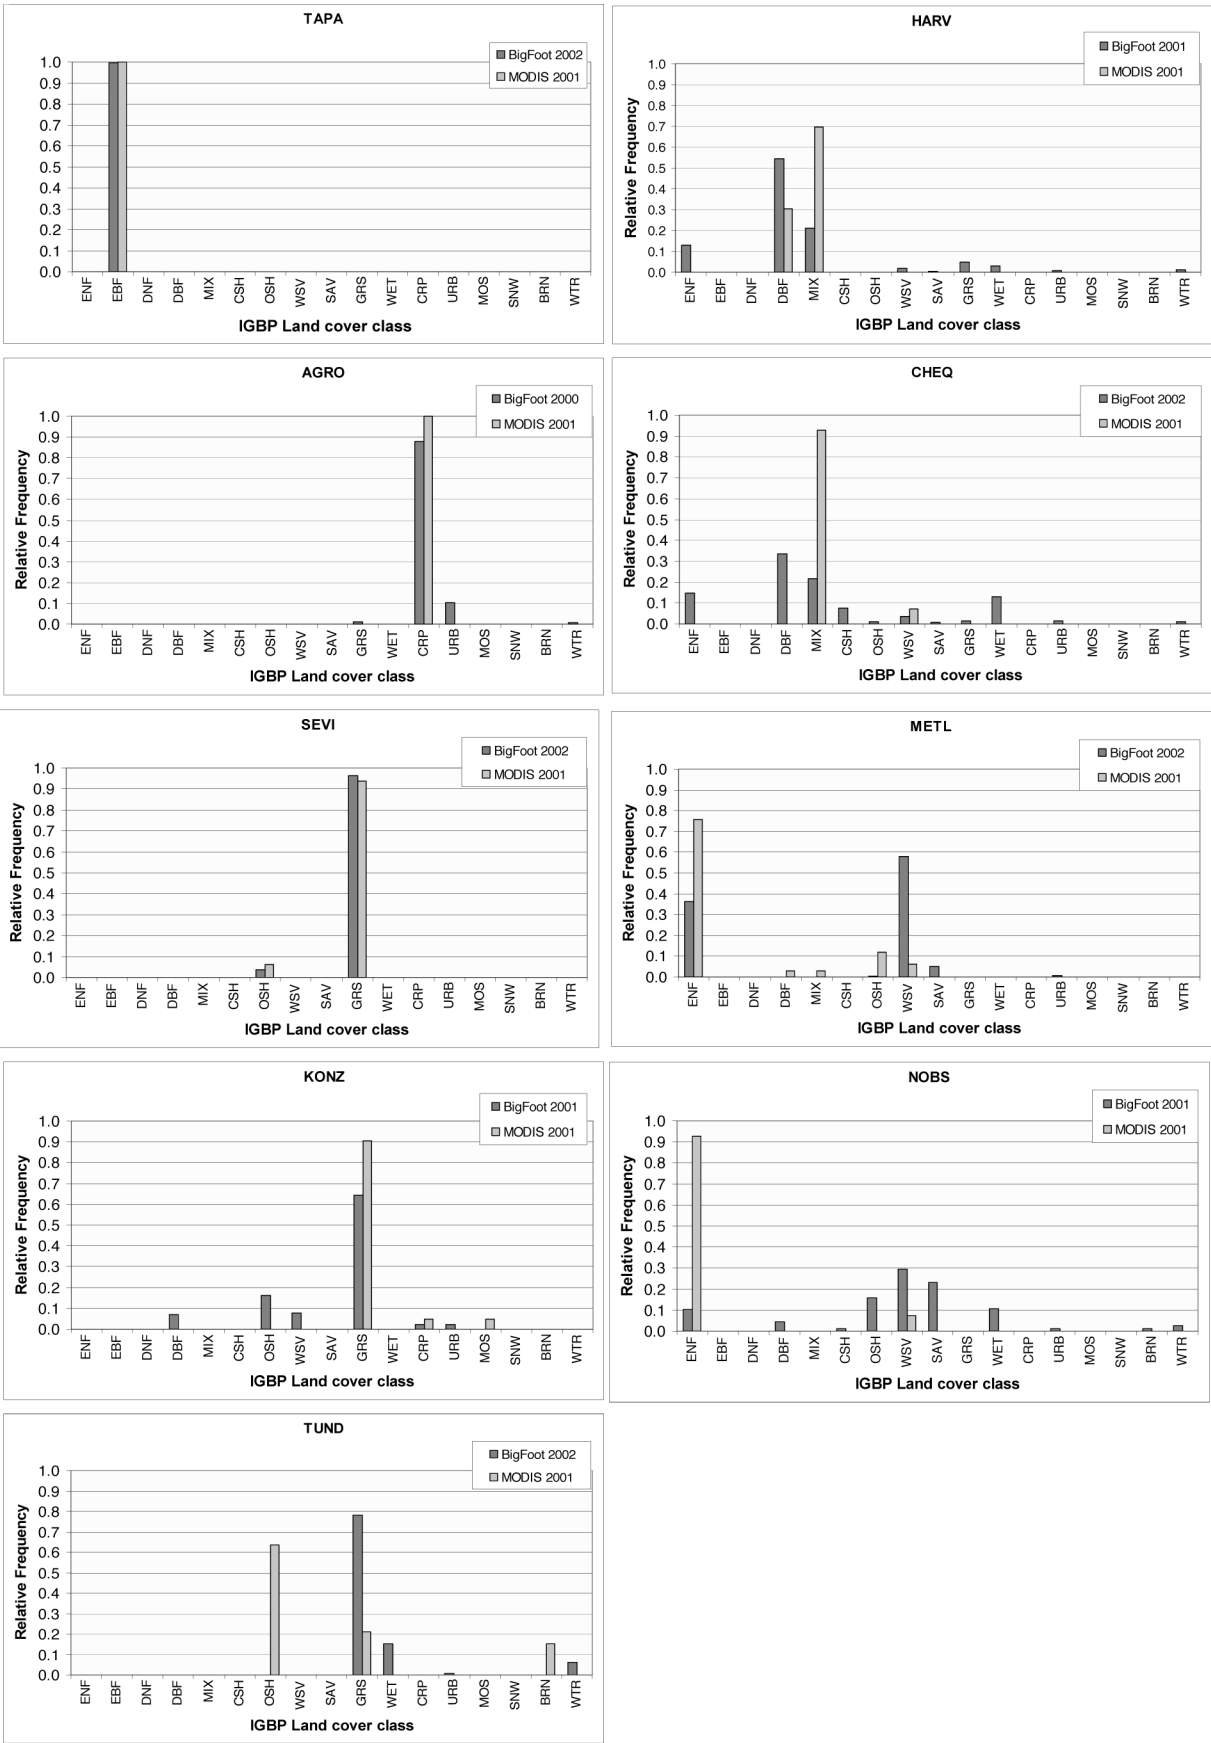 TAPA
BigFoot 2002
MODIS 2001
1.0
0.9
0.8
0.7
0.6
0.5
0.4
0.3
0.2
0.1
0.0
Relative Frequency
ENF EBF DNF DBF MIX CSH OSH WSV SAV GRS WET CRP URB MOS SNW BRN WTR
IGBP Land cover class
HARV
BigFoot 2001
MODIS 2001
1.0
0.9
0.8
0.7
0.6
0.5
0.4
0.3
0.2
0.1
0.0
Relative Frequency
ENF EBF DNF DBF MIX CSH OSH WSV SAV GRS WET CRP URB MOS SNW BRN WTR
IGBP Land cover class
AGRO
BigFoot 2000
MODIS 2001
1.0
0.9
0.8
0.7
0.6
0.5
0.4
0.3
0.2
0.1
0.0
Relative Frequency
ENF EBF DNF DBF MIX CSH OSH WSV SAV GRS WET CRP URB MOS SNW BRN WTR
IGBP Land cover class
CHEQ
BigFoot 2002
MODIS 2001
1.0
0.9
0.8
0.7
0.6
0.5
0.4
0.3
0.2
0.1
0.0
Relative Frequency
ENF EBF DNF DBF MIX CSH OSH WSV SAV GRS WET CRP URB MOS SNW BRN WTR
IGBP Land cover class
SEVI
BigFoot 2002
MODIS 2001
1.0
0.9
0.8
0.7
0.6
0.5
0.4
0.3
0.2
0.1
0.0
Relative Frequency
ENF EBF DNF DBF MIX CSH OSH WSV SAV GRS WET CRP URB MOS SNW BRN WTR
IGBP Land cover class
METL
BigFoot 2002
MODIS 2001
1.0
0.9
0.8
0.7
0.6
0.5
0.4
0.3
0.2
0.1
0.0
Relative Frequency
ENF EBF DNF DBF MIX CSH OSH WSV SAV GRS WET CRP URB MOS SNW BRN WTR
IGBP Land cover class
KONZ
BigFoot 2001
MODIS 2001
1.0
0.9
0.8
0.7
0.6
0.5
0.4
0.3
0.2
0.1
0.0
Relative Frequency
ENF EBF DNF DBF MIX CSH OSH WSV SAV GRS WET CRP URB MOS SNW BRN WTR
IGBP Land cover class
NOBS
BigFoot 2001
MODIS 2001
1.0
0.9
0.8
0.7
0.6
0.5
0.4
0.3
0.2
0.1
0.0
Relative Frequency
ENF EBF DNF DBF MIX CSH OSH WSV SAV GRS WET CRP URB MOS SNW BRN WTR
IGBP Land cover class
TUND
BigFoot 2002
MODIS 2001
1.0
0.9
0.8
0.7
0.6
0.5
0.4
0.3
0.2
0.1
0.0
Relative Frequency
ENF EBF DNF DBF MIX CSH OSH WSV SAV GRS WET CRP URB MOS SNW BRN WTR
IGBP Land cover class